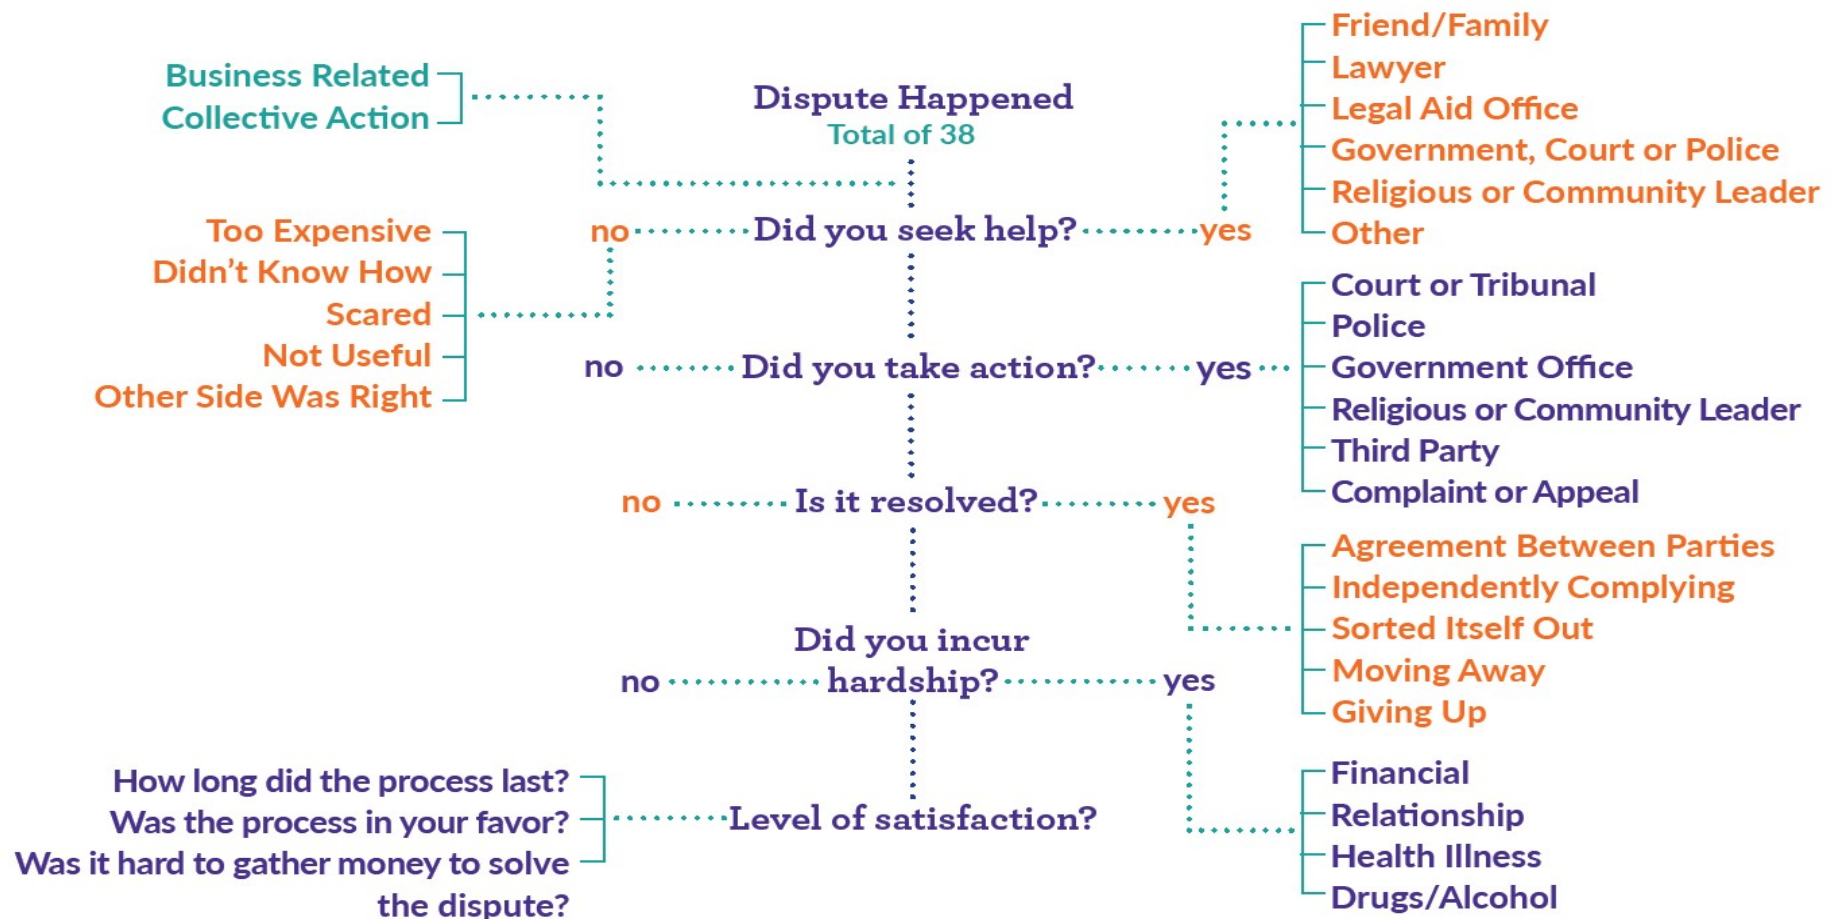 Business Related
Collective Action
Dispute Happened
Total of 38
Friend/Family
Lawyer
Legal Aid Office
Government, Court or Police
Religious or Community Leader
Other
Too Expensive
Didn't Know How
Scared
Not Useful
Other Side Was Right
no
Did you seek help?
yes
no
Did you take action?
yes
Court or Tribunal
Police
Government Office
Religious or Community Leader
Third Party
Complaint or Appeal
no
Is it resolved?
yes
Agreement Between Parties
Independently Complying
Sorted Itself Out
Moving Away
Giving Up
Did you incur
no
hardship?
yes
Financial
Relationship
Health Illness
Drugs/Alcohol
How long did the process last?
Was the process in your favor?
Was it hard to gather money to solve
the dispute?
Level of satisfaction?